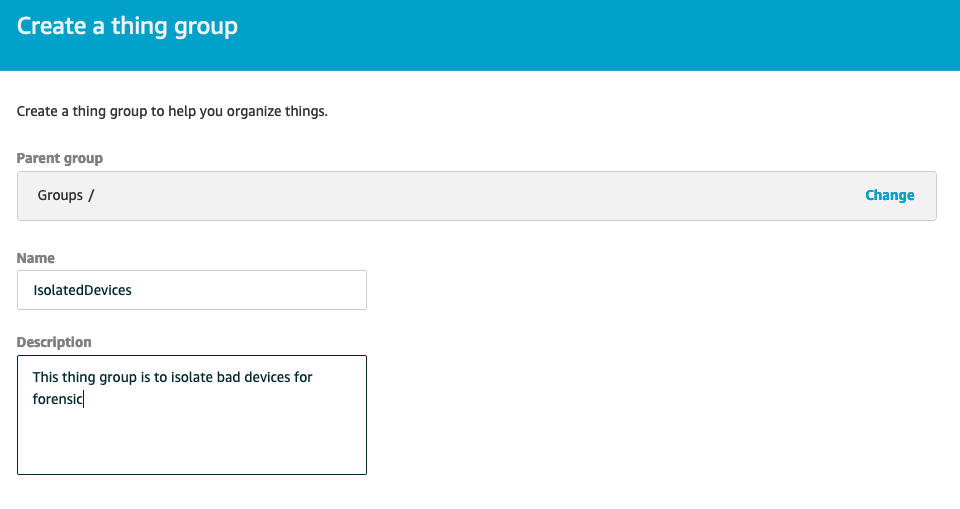 Create a thing group
Create a thing group to help you organize things.
Parent group
Groups /
Change
Name
IsolatedDevices
Description
This thing group is to isolate bad devices for
forensic